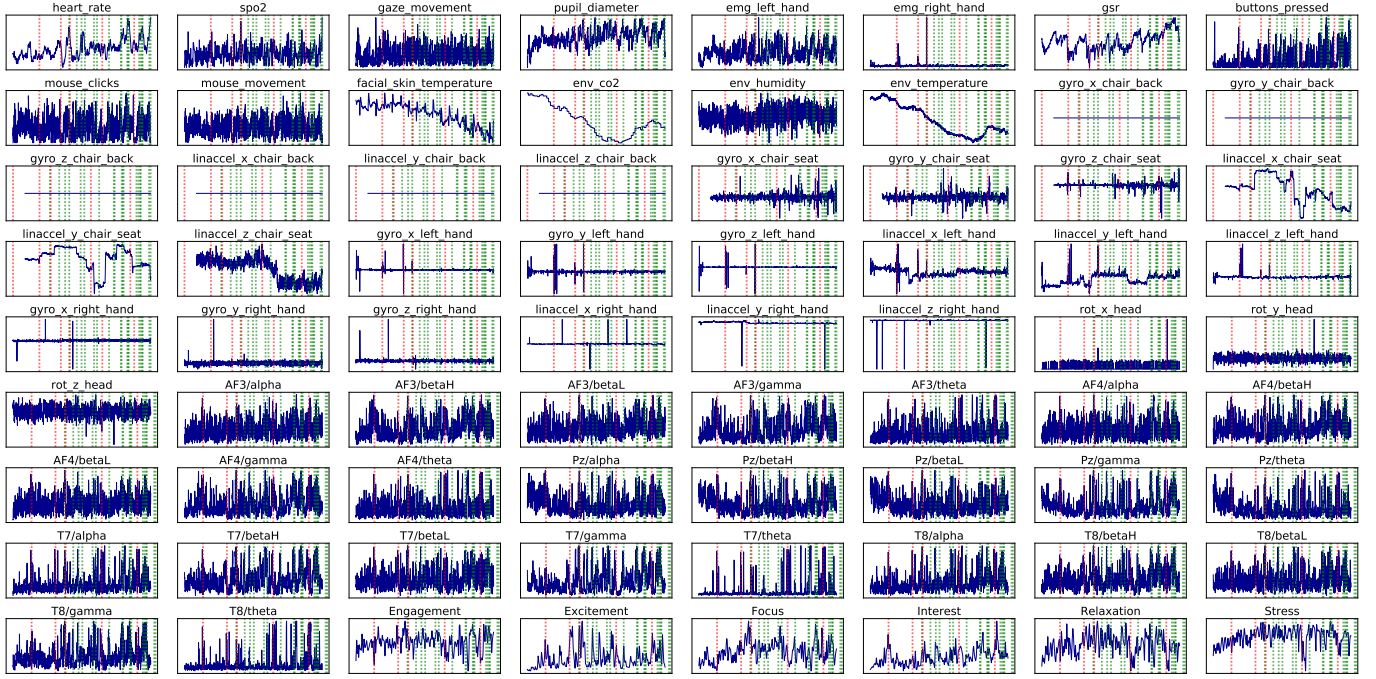 heart_rate spo2 gaze_movement pupil_diameter emg_left_hand emg_right_hand gsr buttons_pressed
mouse_clicks mouse_movement facial_skin_temperature env_co2 env_humidity env_temperature gyro_x_chair_back gyro_y_chair_back
gyro_z_chair_back linaccel_x_chair_back linaccel_y_chair_back linaccel_z_chair_back gyro_x_chair_seat gyro_y_chair_seat gyro_z_chair_seat linaccel_x_chair_seat
linaccel_y_chair_seat linaccel_z_chair_seat gyro_x_left_hand gyro_y_left_hand gyro_z_left_hand linaccel_x_left_hand linaccel_y_left_hand linaccel_z_left_hand
gyro_x_right_hand gyro_y_right_hand gyro_z_right_hand linaccel_x_right_hand linaccel_y_right_hand linaccel_z_right_hand rot_x_head rot_y_head
rot_z_head AF3/alpha AF3/betaH AF3/betaL AF3/gamma AF3/theta AF4/alpha AF4/betaH
AF4/betaL AF4/gamma AF4/theta Pz/alpha Pz/betaH Pz/betaL Pz/gamma Pz/theta
T7/alpha T7/betaH T7/betaL T7/gamma T7/theta T8/alpha T8/betaH T8/betaL
T8/gamma T8/theta Engagement Excitement Focus Interest Relaxation Stress